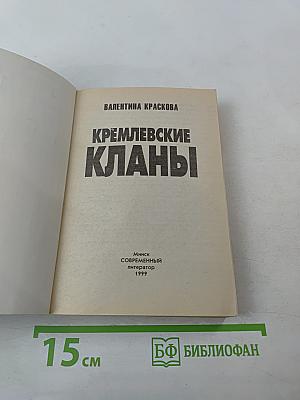 ВАЛЕНТИНА КРАСКОВА
КРЕМЛЕВСКИЕ
КЛАНЫ
Минск
СОВРЕМЕННЫЙ
литератор
1999
15 см
БФ БИБЛИОФАН